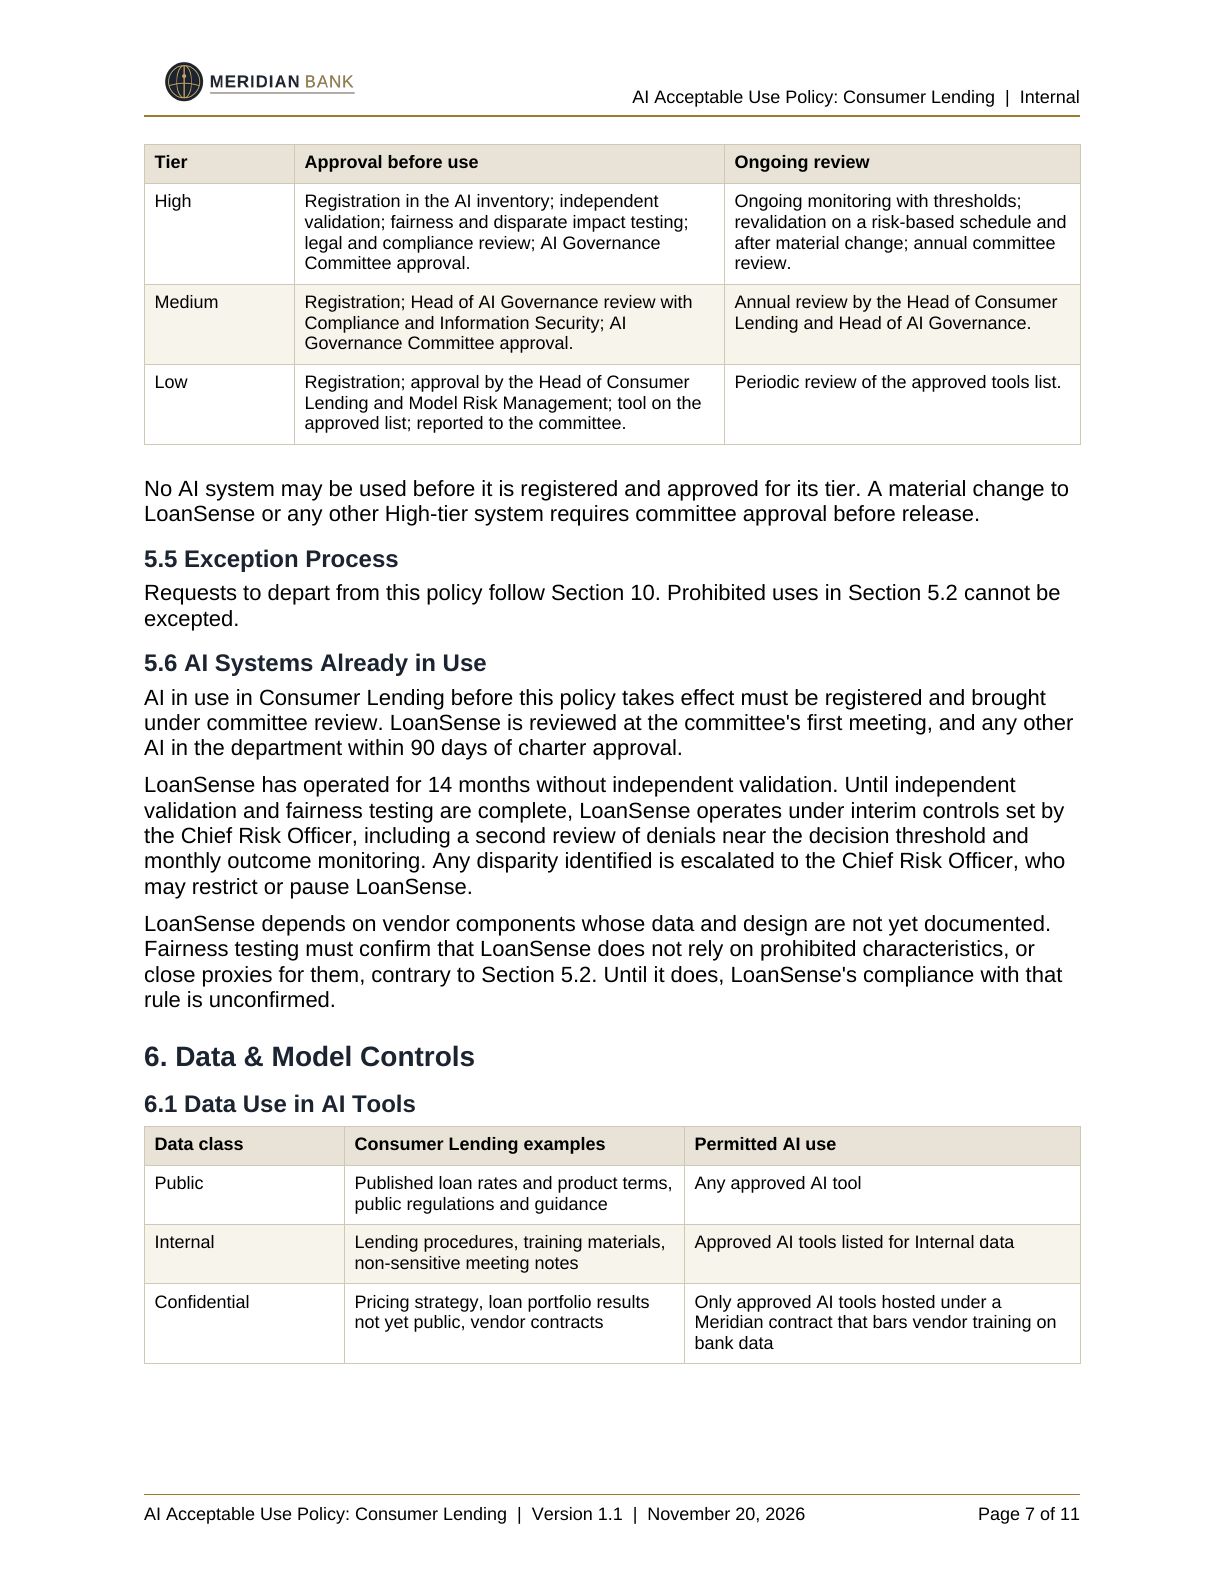 MERIDIAN BANK
AI Acceptable Use Policy: Consumer Lending | Internal
Tier Approval before use Ongoing review
High
Registration in the AI inventory; independent
validation; fairness and disparate impact testing;
legal and compliance review; AI Governance
Committee approval.
Ongoing monitoring with thresholds;
revalidation on a risk-based schedule and
after material change; annual committee
review.
Medium
Registration; Head of AI Governance review with
Compliance and Information Security; AI
Governance Committee approval.
Annual review by the Head of Consumer
Lending and Head of AI Governance.
Low
Registration; approval by the Head of Consumer
Lending and Model Risk Management; tool on the
approved list; reported to the committee.
Periodic review of the approved tools list.
No AI system may be used before it is registered and approved for its tier. A material change to
LoanSense or any other High-tier system requires committee approval before release.
5.5 Exception Process
Requests to depart from this policy follow Section 10. Prohibited uses in Section 5.2 cannot be
excepted.
5.6 AI Systems Already in Use
AI in use in Consumer Lending before this policy takes effect must be registered and brought
under committee review. LoanSense is reviewed at the committee's first meeting, and any other
AI in the department within 90 days of charter approval.
LoanSense has operated for 14 months without independent validation. Until independent
validation and fairness testing are complete, LoanSense operates under interim controls set by
the Chief Risk Officer, including a second review of denials near the decision threshold and
monthly outcome monitoring. Any disparity identified is escalated to the Chief Risk Officer, who
may restrict or pause LoanSense.
LoanSense depends on vendor components whose data and design are not yet documented.
Fairness testing must confirm that LoanSense does not rely on prohibited characteristics, or
close proxies for them, contrary to Section 5.2. Until it does, LoanSense's compliance with that
rule is unconfirmed.
6. Data & Model Controls
6.1 Data Use in AI Tools
Data class Consumer Lending examples Permitted AI use
Public
Published loan rates and product terms,
public regulations and guidance
Any approved AI tool
Internal
Lending procedures, training materials,
non-sensitive meeting notes
Approved AI tools listed for Internal data
Confidential
Pricing strategy, loan portfolio results
not yet public, vendor contracts
Only approved AI tools hosted under a
Meridian contract that bars vendor training on
bank data
AI Acceptable Use Policy: Consumer Lending | Version 1.1 | November 20, 2026
Page 7 of 11